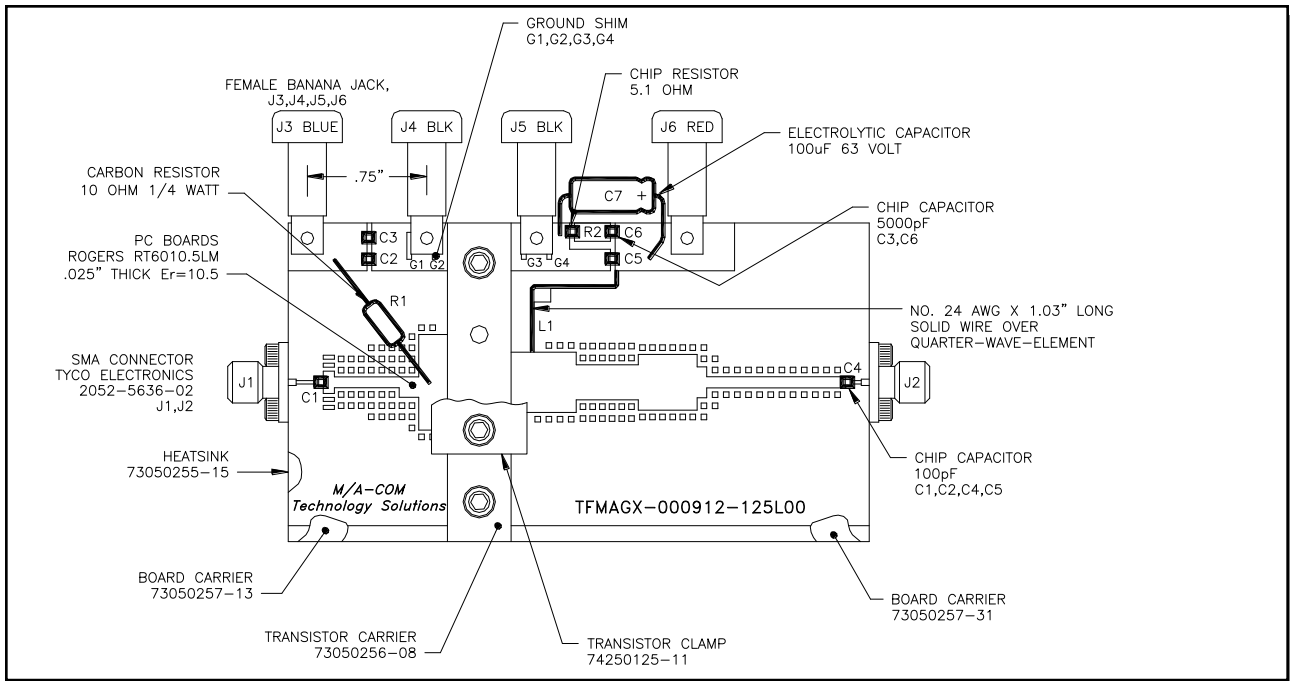 GROUND SHIM
G1,G2,G3,G4
CHIP RESISTOR
5.1 OHM
FEMALE BANANA JACK,
J3,J4,J5,J6
J3 BLUE
J4 BLK
J5 BLK
J6 RED
ELECTROLYTIC CAPACITOR
100uF 63 VOLT
CARBON RESISTOR
10 OHM 1/4 WATT
.75"
C7 +
CHIP CAPACITOR
5000pF
C3,C6
PC BOARDS
ROGERS RT6010.5LM
.025" THICK Er=10.5
C3
R2
C6
C2
G1 G2
G3 G4
C5
R1
L1
NO. 24 AWG X 1.03" LONG
SOLID WIRE OVER
QUARTER-WAVE-ELEMENT
SMA CONNECTOR
TYCO ELECTRONICS
2052-5636-02
J1,J2
J1
C1
C4
J2
HEATSINK
73050255-15
CHIP CAPACITOR
100pF
C1,C2,C4,C5
M/A-COM
Technology Solutions
TFMAGX-000912-125L00
BOARD CARRIER
73050257-13
BOARD CARRIER
73050257-31
TRANSISTOR CARRIER
73050256-08
TRANSISTOR CLAMP
74250125-11